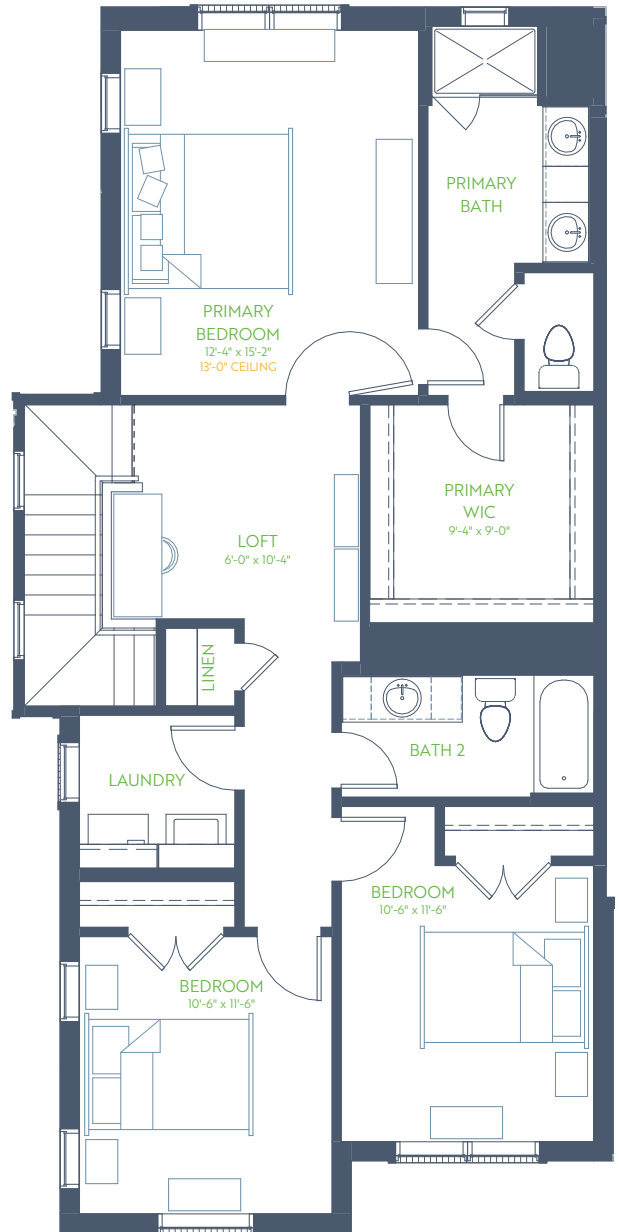 PRIMARY
BATH
PRIMARY
BEDROOM
12'-4" x 15'-2"
13'-0" CEILING
PRIMARY
WIC
9'-4" x 9'-0"
LOFT
6'-0" x 10'-4"
LINEN
BATH 2
LAUNDRY
BEDROOM
10'-6" x 11'-6"
BEDROOM
10'-6" x 11'-6"